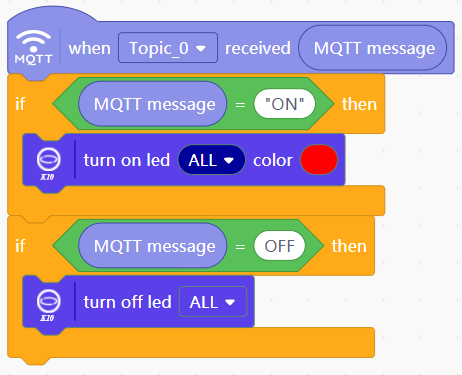 MQTT when Topic_0 received MQTT message
if MQTT message = "ON" then
K10 turn on led ALL color
if MQTT message = OFF then
K10 turn off led ALL